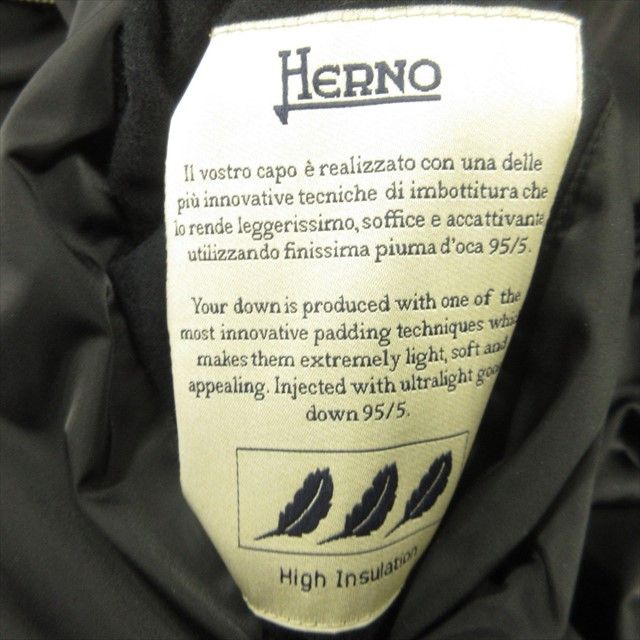 HERNO
Il vostro capo è realizzato con una delle
più innovative tecniche di imbottitura che
lo rende leggerissimo, soffice e accattivante
utilizzando finissima piuma d'oca 95/5.
Your down is produced with one of the
most innovative padding techniques
makes them extremely light, soft and
appealing. Injected with ultralight
down 95/5.
High Insulation